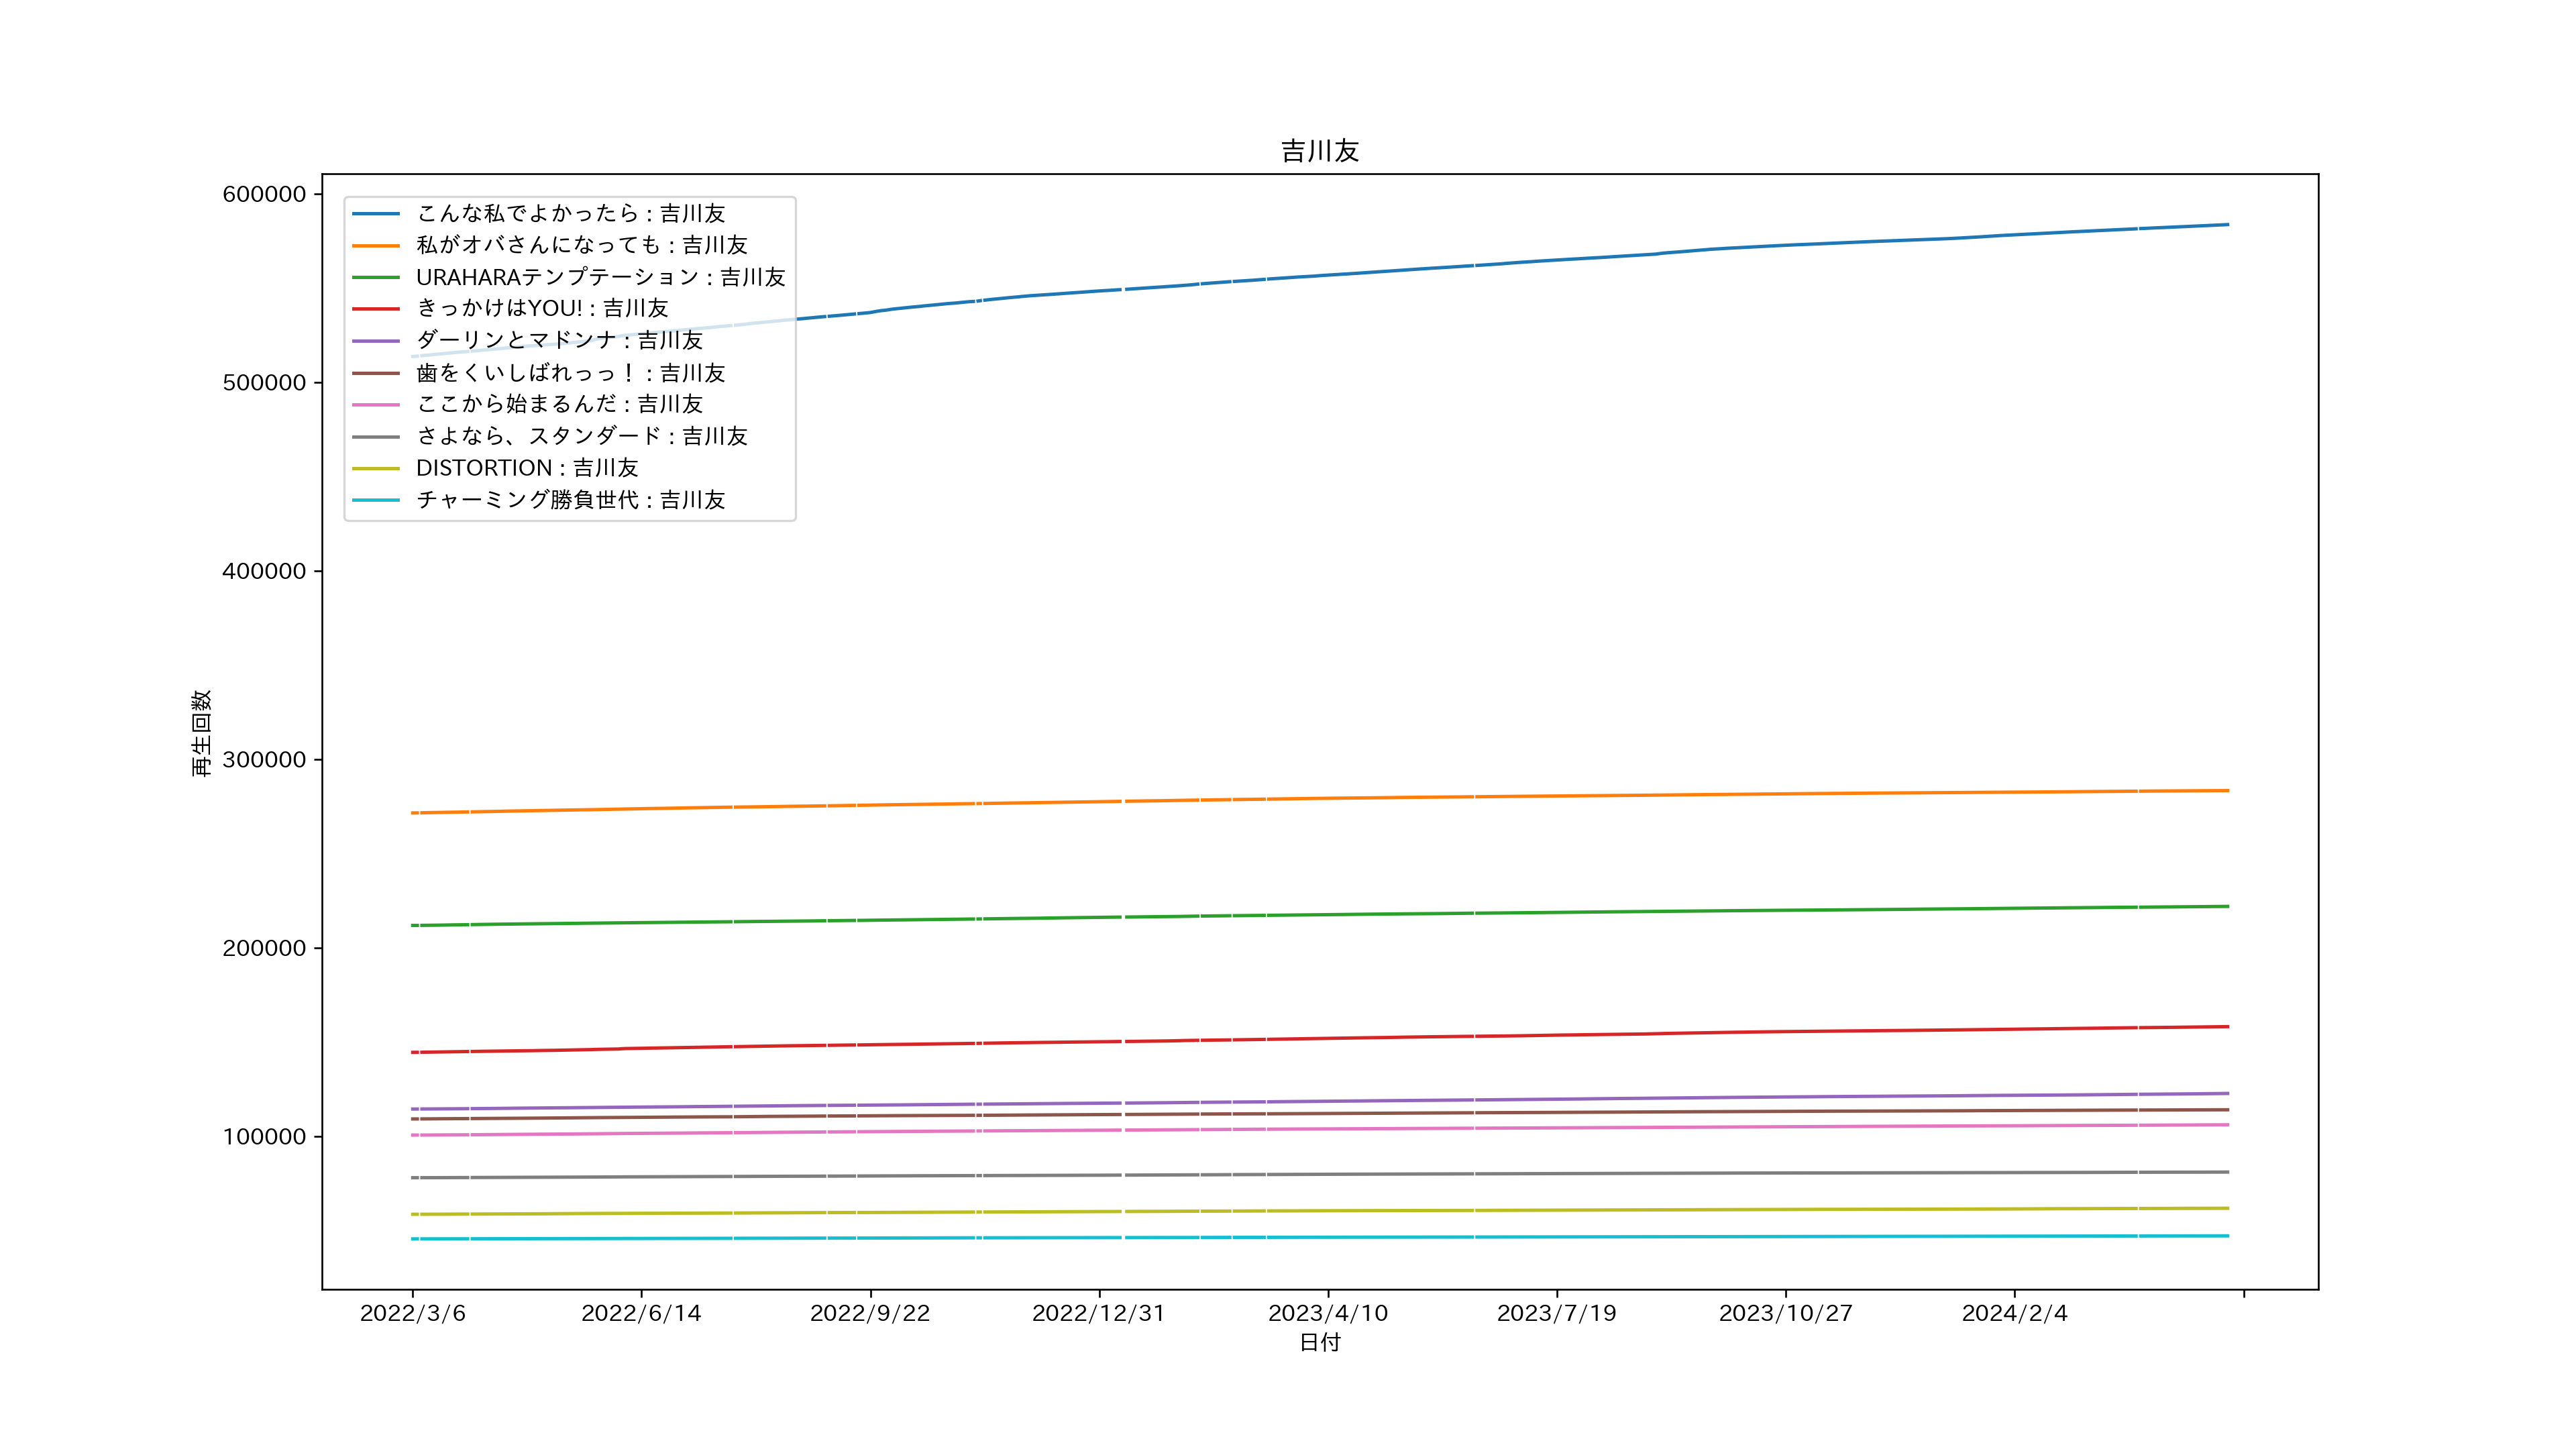 吉川友
600000
500000
400000
300000
200000
100000
再生回数
こんな私でよかったら : 吉川友
私がオバさんになっても : 吉川友
URAHARAテンプテーション : 吉川友
きっかけはYOU! : 吉川友
ダーリンとマドンナ : 吉川友
歯をくいしばれっっ！ : 吉川友
ここから始まるんだ : 吉川友
さよなら、スタンダード : 吉川友
DISTORTION : 吉川友
チャーミング勝負世代 : 吉川友
2022/3/6 2022/6/14 2022/9/22 2022/12/31 2023/4/10 2023/7/19 2023/10/27 2024/2/4
日付